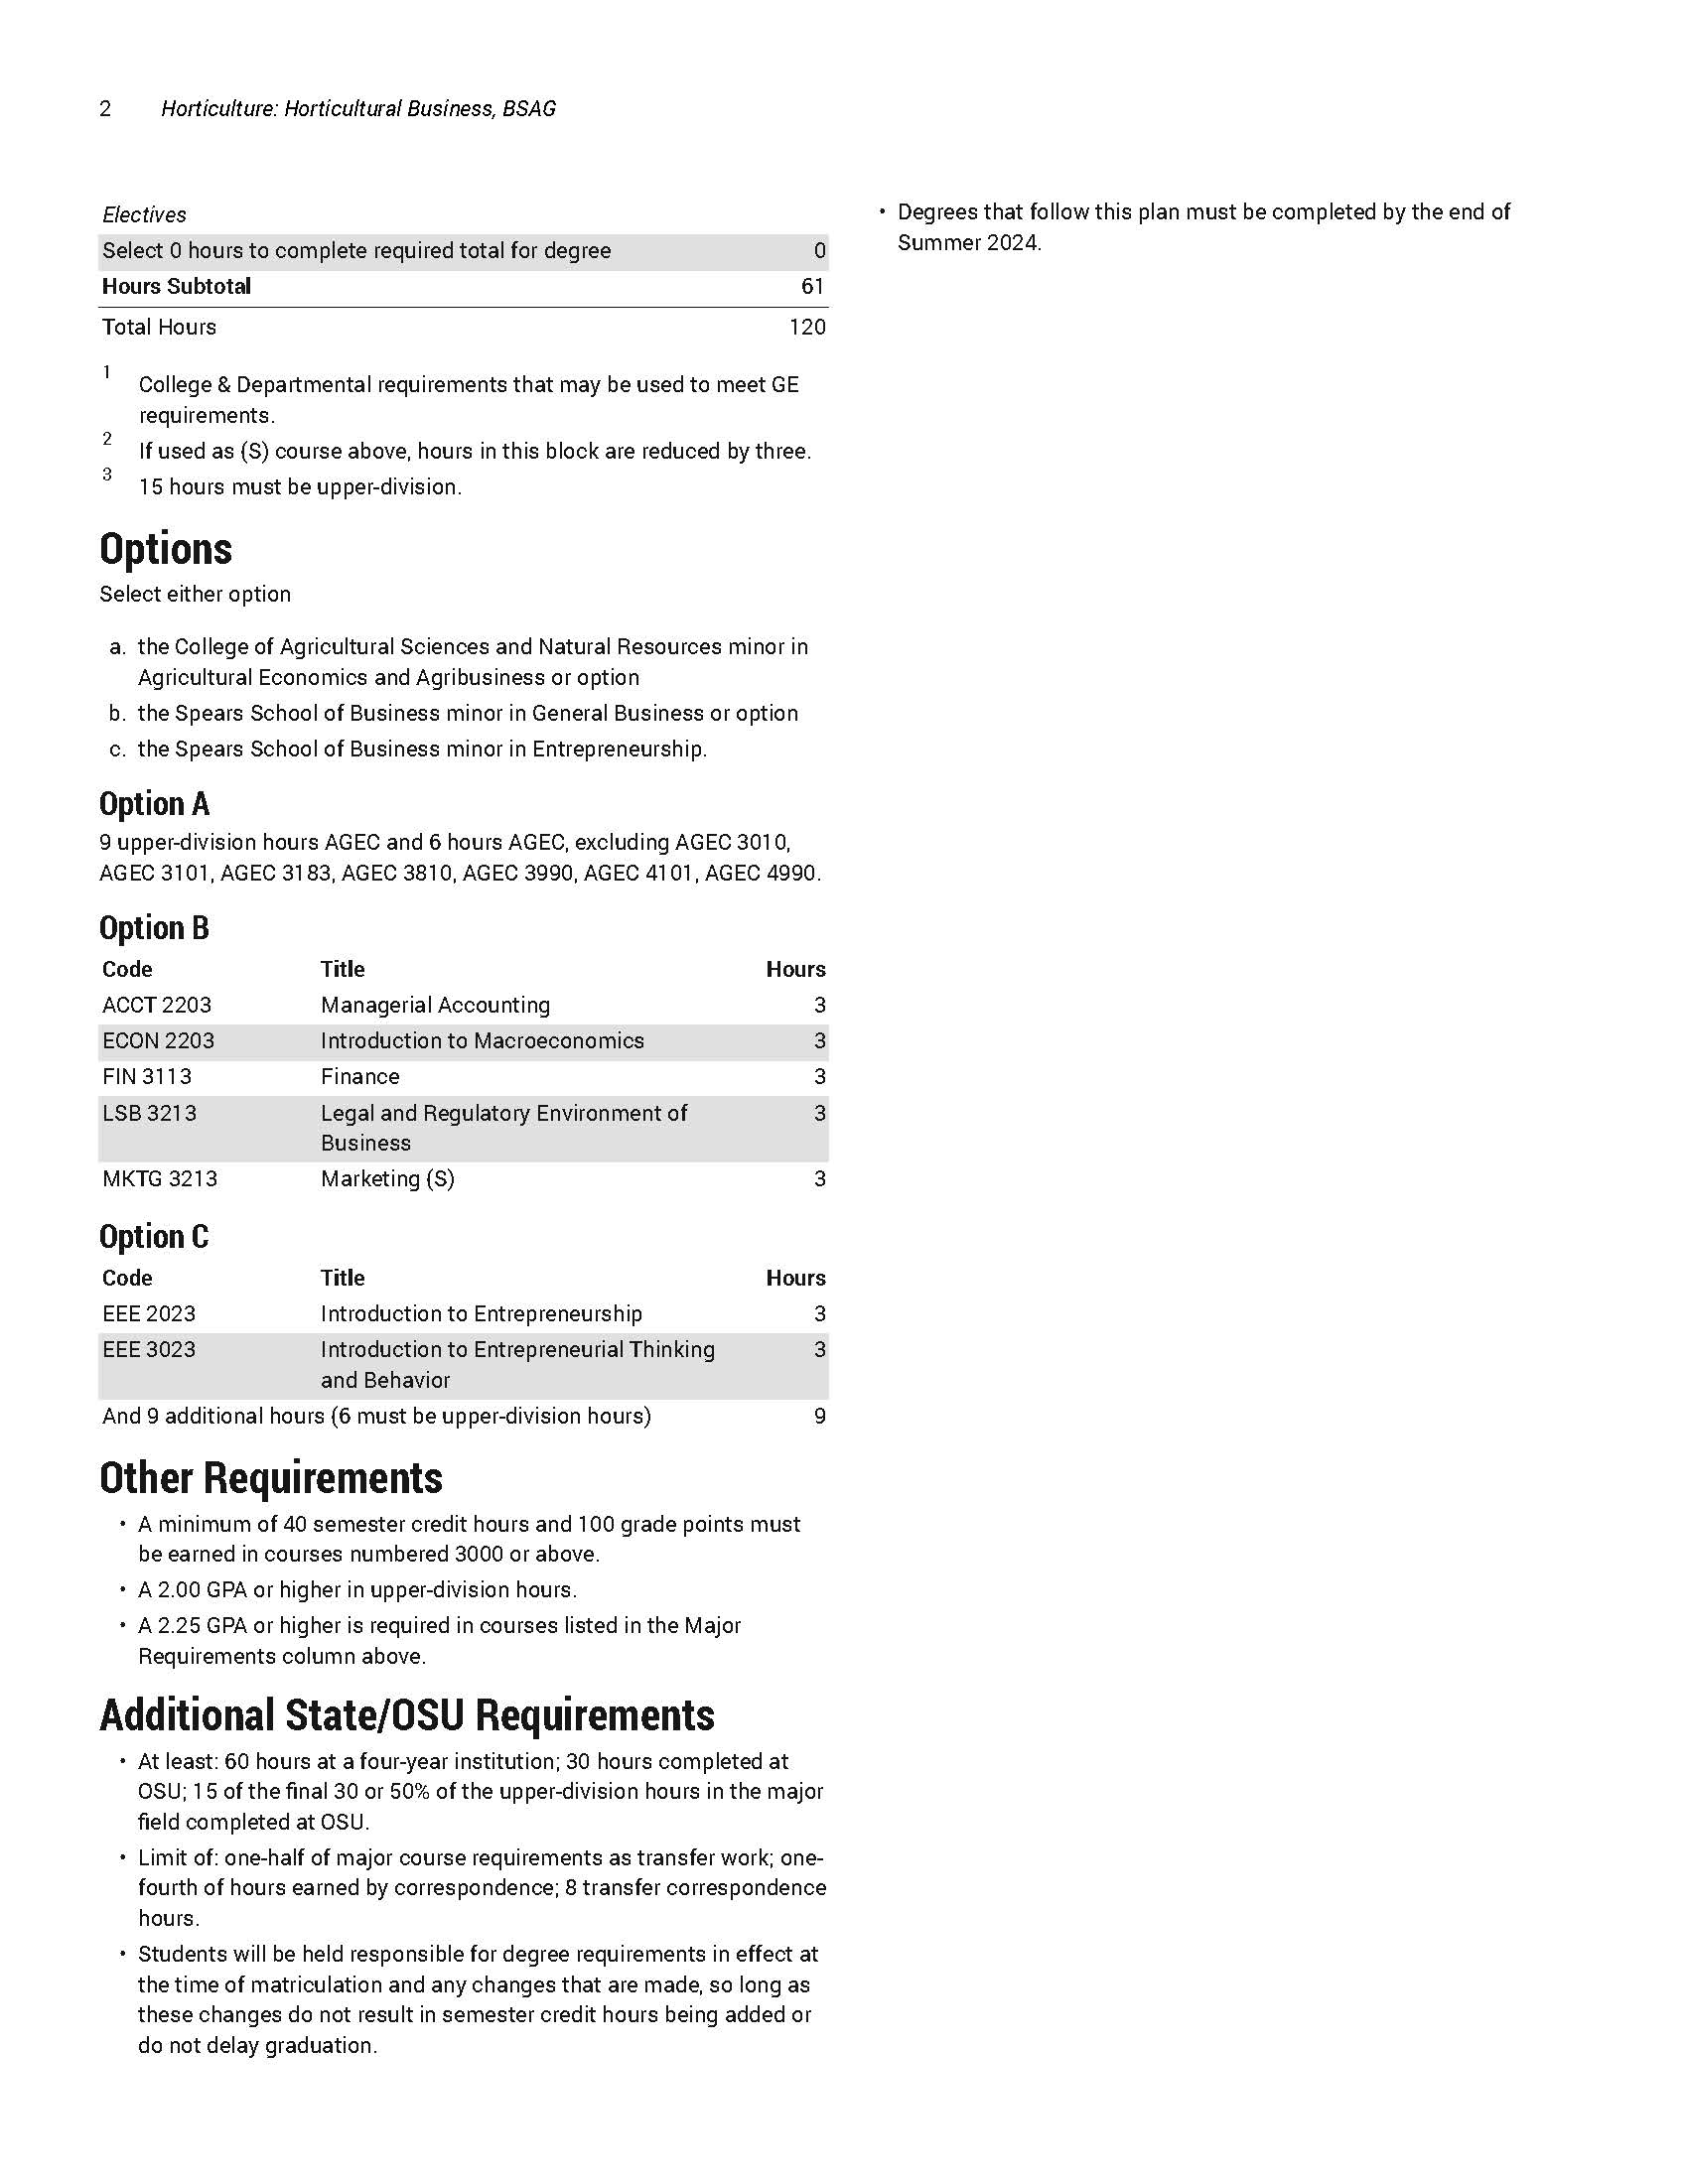 2 Horticulture: Horticultural Business, BSAG
Electives
Select 0 hours to complete required total for degree 0
Hours Subtotal 61
Total Hours 120
1 College & Departmental requirements that may be used to meet GE
requirements.
2 If used as (S) course above, hours in this block are reduced by three.
3 15 hours must be upper-division.
Options
Select either option
a. the College of Agricultural Sciences and Natural Resources minor in
Agricultural Economics and Agribusiness or option
b. the Spears School of Business minor in General Business or option
c. the Spears School of Business minor in Entrepreneurship.
Option A
9 upper-division hours AGEC and 6 hours AGEC, excluding AGEC 3010,
AGEC 3101, AGEC 3183, AGEC 3810, AGEC 3990, AGEC 4101, AGEC 4990.
Option B
Code Title Hours
ACCT 2203 Managerial Accounting 3
ECON 2203 Introduction to Macroeconomics 3
FIN 3113 Finance 3
LSB 3213 Legal and Regulatory Environment of 3
Business
MKTG 3213 Marketing (S) 3
Option C
Code Title Hours
EEE 2023 Introduction to Entrepreneurship 3
EEE 3023 Introduction to Entrepreneurial Thinking 3
and Behavior
And 9 additional hours (6 must be upper-division hours) 9
Other Requirements
• A minimum of 40 semester credit hours and 100 grade points must
be earned in courses numbered 3000 or above.
• A 2.00 GPA or higher in upper-division hours.
• A 2.25 GPA or higher is required in courses listed in the Major
Requirements column above.
Additional State/OSU Requirements
• At least: 60 hours at a four-year institution; 30 hours completed at
OSU; 15 of the final 30 or 50% of the upper-division hours in the major
field completed at OSU.
• Limit of: one-half of major course requirements as transfer work; one-
fourth of hours earned by correspondence; 8 transfer correspondence
hours.
• Students will be held responsible for degree requirements in effect at
the time of matriculation and any changes that are made, so long as
these changes do not result in semester credit hours being added or
do not delay graduation.
• Degrees that follow this plan must be completed by the end of
Summer 2024.